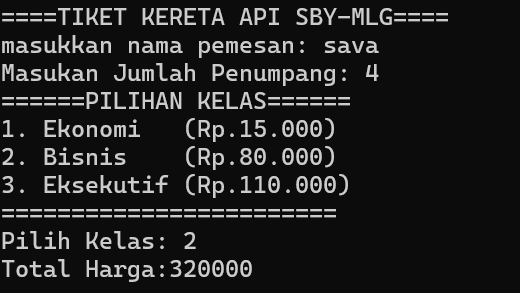 ====TIKET KERETA API SBY-MLG====
masukkan nama pemesan: sava
Masukan Jumlah Penumpang: 4
======PILIHAN KELAS======
1. Ekonomi   (Rp.15.000)
2. Bisnis    (Rp.80.000)
3. Eksekutif (Rp.110.000)
========================
Pilih Kelas: 2
Total Harga:320000